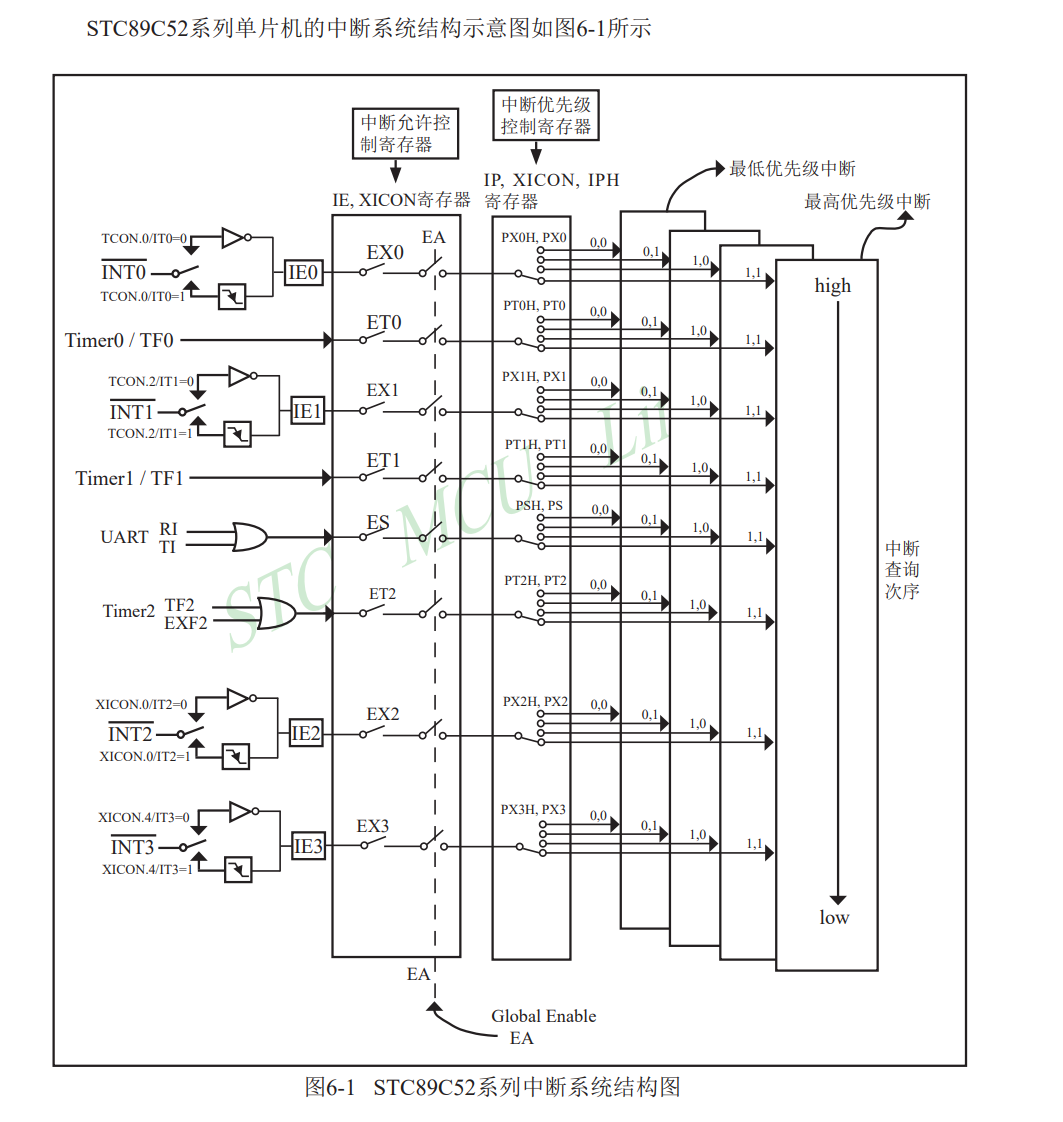 STC89C52系列单片机的中断系统结构示意图如图6-1所示
中断允许控
制寄存器
中断优先级
控制寄存器
IE, XICON寄存器
IP, XICON, IPH
寄存器
最低优先级中断
最高优先级中断
EA
TCON.0/IT0=0
INT0
TCON.0/IT0=1
IE0
EX0
PX0H, PX0
0,0
0,1
1,0
1,1
high
Timer0 / TF0
ET0
PT0H, PT0
0,0
0,1
1,0
1,1
TCON.2/IT1=0
INT1
TCON.2/IT1=1
IE1
EX1
PX1H, PX1
0,0
0,1
1,0
1,1
Timer1 / TF1
ET1
PT1H, PT1
0,0
0,1
1,0
1,1
UART
RI
TI
ES
PSH, PS
0,0
0,1
1,0
1,1
Timer2
TF2
EXF2
ET2
PT2H, PT2
0,0
0,1
1,0
1,1
中断
查询
次序
XICON.0/IT2=0
INT2
XICON.0/IT2=1
IE2
EX2
PX2H, PX2
0,0
0,1
1,0
1,1
XICON.4/IT3=0
INT3
XICON.4/IT3=1
IE3
EX3
PX3H, PX3
0,0
0,1
1,0
1,1
low
EA
Global Enable
EA
STC MCU
图6-1 STC89C52系列中断系统结构图